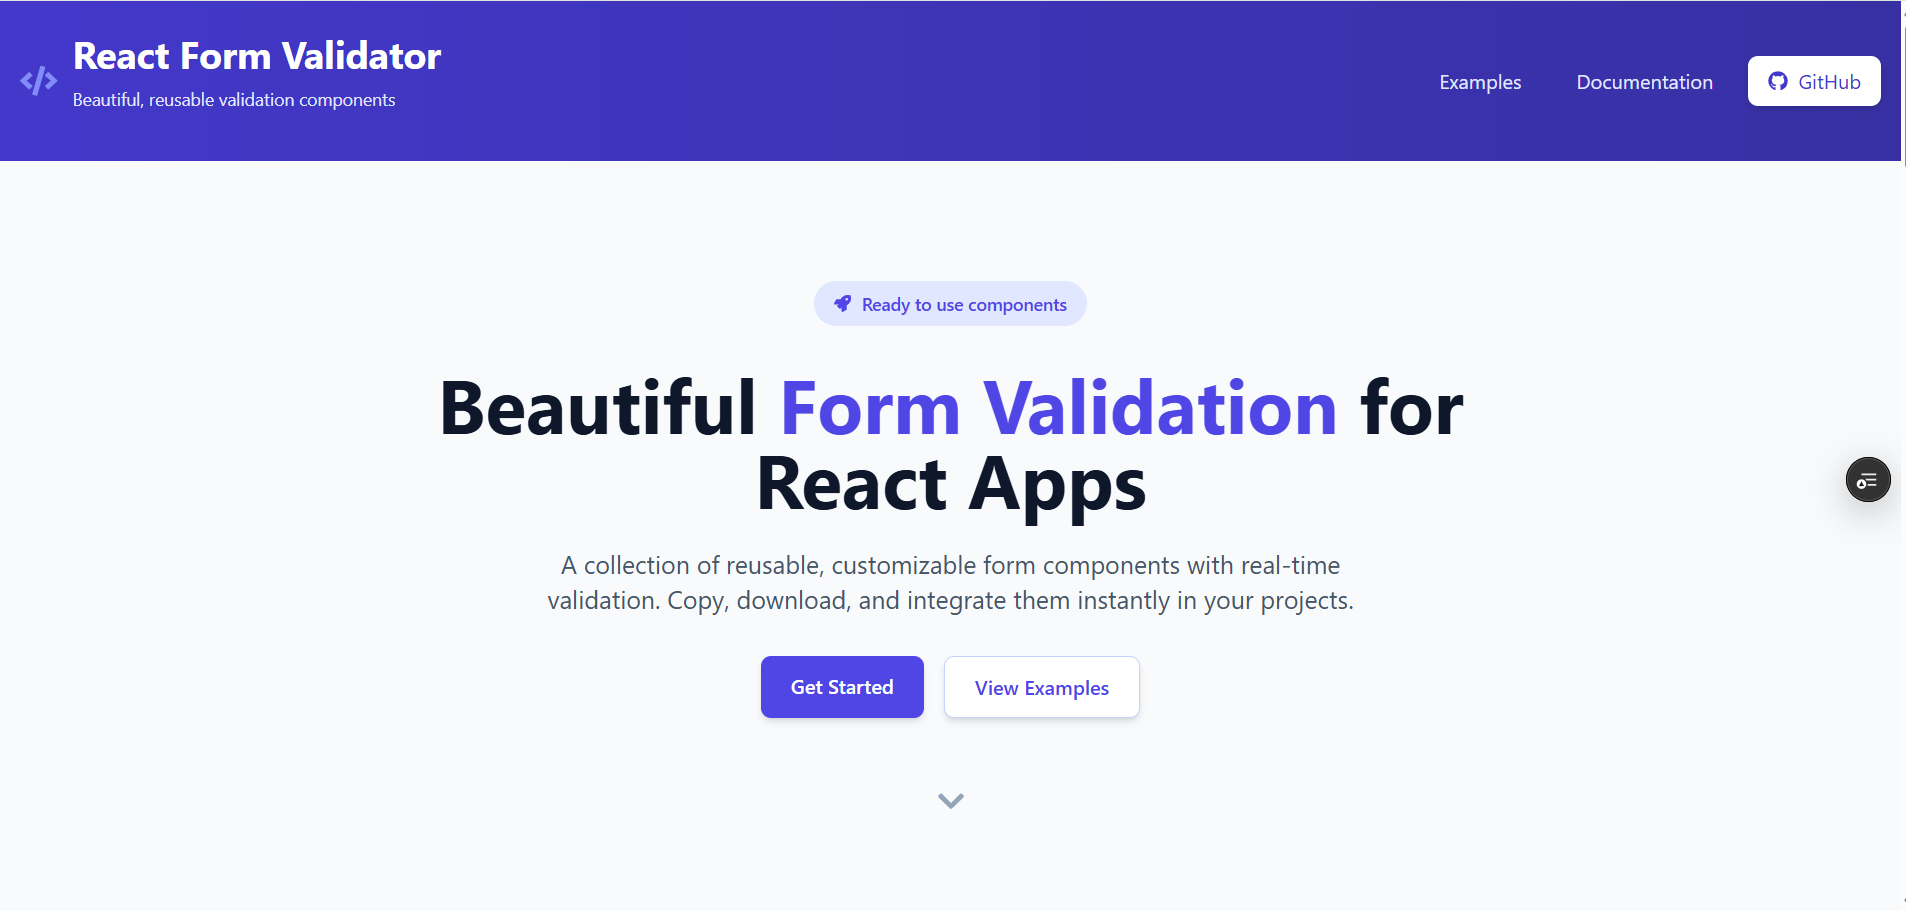 React Form Validator
Beautiful, reusable validation components
Examples
Documentation
GitHub
Ready to use components
Beautiful Form Validation for
React Apps
A collection of reusable, customizable form components with real-time
validation. Copy, download, and integrate them instantly in your projects.
Get Started
View Examples